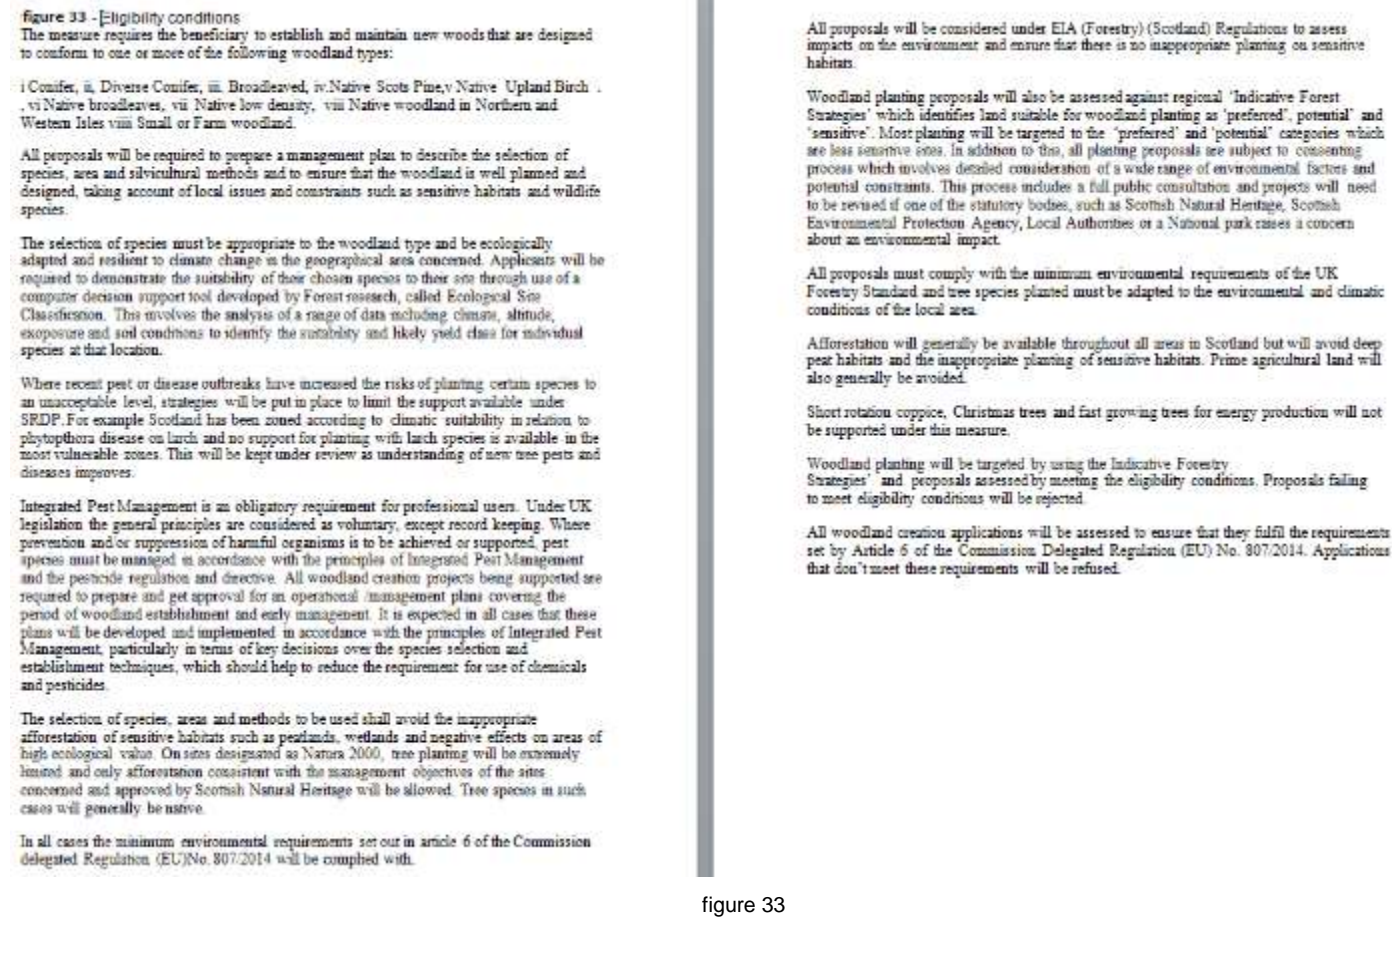 figure 33 - Eligibility conditions
The measure requires the beneficiary to establish and maintain new woods that are designed
to conform to one or more of the following woodland types:
i Conifer, ii, Diverse Conifer, iii. Broadleaved, iv.Native Scots Pine,v Native Upland Birch .
, vi Native broadleaves, vii Native low density, viii Native woodland in Northern and
Western Isles viiii Small or Farm woodland.
All proposals will be required to prepare a management plan to describe the selection of
species, area and silvicultural methods and to ensure that the woodland is well planned and
designed, taking account of local issues and constraints such as sensitive habitats and wildlife
species.
The selection of species must be appropriate to the woodland type and be ecologically
adapted and resilient to climate change in the geographical area concerned. Applicants will be
required to demonstrate the suitability of their chosen species to their site through use of a
computer decision support tool developed by Forest research, called Ecological Site
Classification. This involves the analysis of a range of data including climate, altitude,
exoposure and soil conditions to identify the suitability and likely yield class for individual
species at that location.
Where recent pest or disease outbreaks have increased the risks of planting certain species to
an unacceptable level, strategies will be put in place to limit the support available under
SRDP.For example Scotland has been zoned according to climatic suitability in relation to
phytopthora disease on larch and no support for planting with larch species is available in the
most vulnerable zones. This will be kept under review as understanding of new tree pests and
diseases improves.
Integrated Pest Management is an obligatory requirement for professional users. Under UK
legislation the general principles are considered as voluntary, except record keeping. Where
prevention and/or suppression of harmful organisms is to be achieved or supported, pest
species must be managed in accordance with the principles of Integrated Pest Management
and the pesticide regulation and directive. All woodland creation projects being supported are
required to prepare and get approval for an operational /management plans covering the
period of woodland establishment and early management. It is expected in all cases that these
plans will be developed and implemented in accordance with the principles of Integrated Pest
Management, particularly in terms of key decisions over the species selection and
establishment techniques, which should help to reduce the requirement for use of chemicals
and pesticides.
The selection of species, areas and methods to be used shall avoid the inappropriate
afforestation of sensitive habitats such as peatlands, wetlands and negative effects on areas of
high ecological value. On sites designated as Natura 2000, tree planting will be extremely
limited and only afforestation consistent with the management objectives of the sites
concerned and approved by Scottish Natural Heritage will be allowed. Tree species in such
cases will generally be native.
In all cases the minimum environmental requirements set out in article 6 of the Commission
delegated Regulation (EU)No. 807/2014 will be complied with.
All proposals will be considered under EIA (Forestry) (Scotland) Regulations to assess
impacts on the environment and ensure that there is no inappropriate planting on sensitive
habitats.
Woodland planting proposals will also be assessed against regional 'Indicative Forest
Strategies' which identifies land suitable for woodland planting as 'preferred', potential' and
'sensitive'. Most planting will be targeted to the 'preferred' and 'potential' categories which
are less sensitive sites. In addition to this, all planting proposals are subject to consenting
process which involves detailed consideration of a wide range of environmental factors and
potential constraints. This process includes a full public consultation and projects will need
to be revised if one of the statutory bodies, such as Scottish Natural Heritage, Scottish
Environmental Protection Agency, Local Authorities or a National park raises a concern
about an environmental impact.
All proposals must comply with the minimum environmental requirements of the UK
Forestry Standard and tree species planted must be adapted to the environmental and climatic
conditions of the local area.
Afforestation will generally be available throughout all areas in Scotland but will avoid deep
peat habitats and the inappropriate planting of sensitive habitats. Prime agricultural land will
also generally be avoided.
Short rotation coppice, Christmas trees and fast growing trees for energy production will not
be supported under this measure.
Woodland planting will be targeted by using the Indicative Forestry
Strategies' and proposals assessed by meeting the eligibility conditions. Proposals failing
to meet eligibility conditions will be rejected.
All woodland creation applications will be assessed to ensure that they fulfil the requirements
set by Article 6 of the Commission Delegated Regulation (EU) No. 807/2014. Applications
that don't meet these requirements will be refused.
figure 33